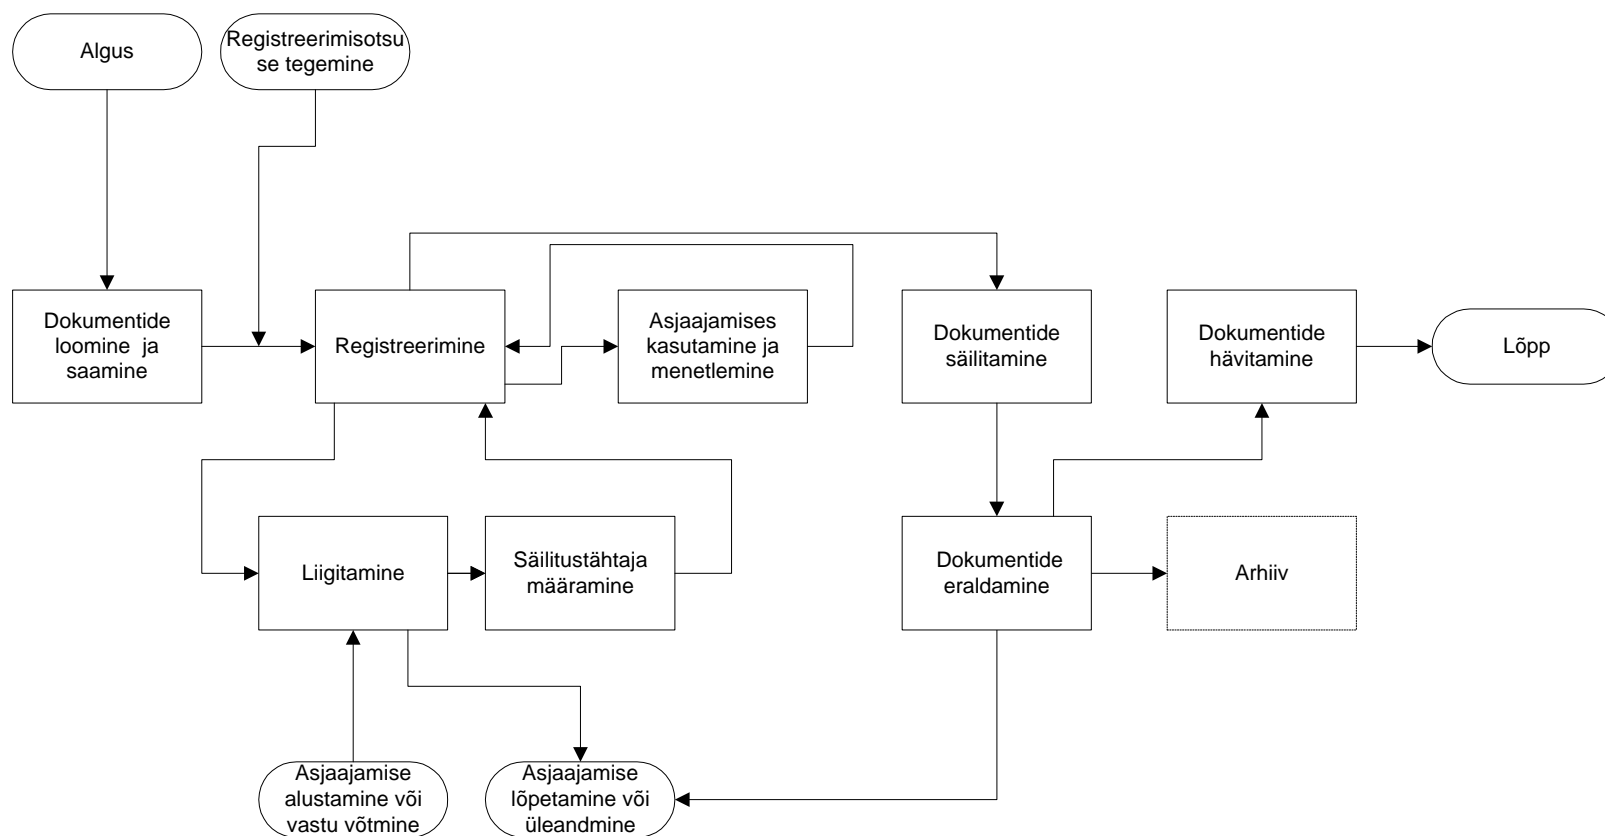 Algus
Registreerimisotsu
se tegemine
Dokumentide
loomine ja
saamine
Registreerimine
Asjaajamises
kasutamine ja
menetlemine
Dokumentide
säilitamine
Dokumentide
hävitamine
Lõpp
Liigitamine
Säilitustähtaja
määramine
Dokumentide
eraldamine
Arhiiv
Asjaajamise
alustamine või
vastu võtmine
Asjaajamise
lõpetamine või
üleandmine